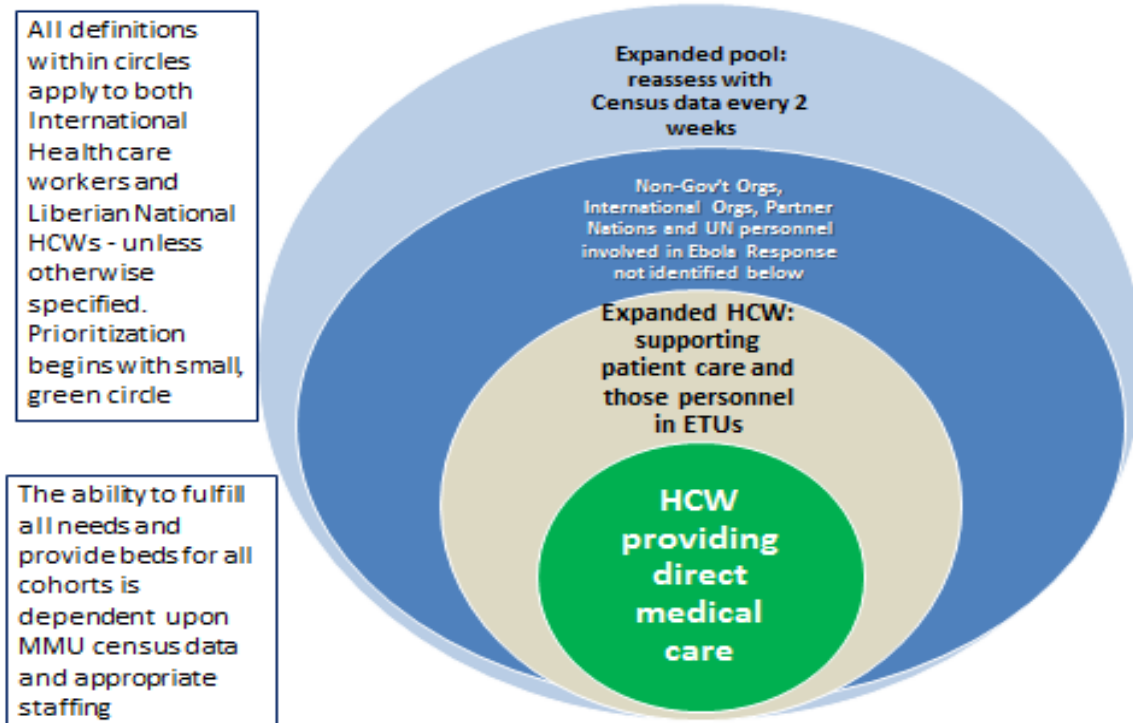 All definitions
within circles
apply to both
International
Healthcare
workers and
Liberian National
HCWs - unless
otherwise
specified.
Prioritization
begins with small,
green circle
The ability to fulfill
all needs and
provide beds for all
cohorts is
dependent upon
MMU census data
and appropriate
staffing
Expanded pool:
reassess with
Census data every 2
weeks
Non-Gov't Orgs,
International Orgs, Partner
Nations and UN personnel
involved in Ebola Response
not identified below
Expanded HCW:
supporting
patient care and
those personnel
in ETUs
HCW
providing
direct
medical
care